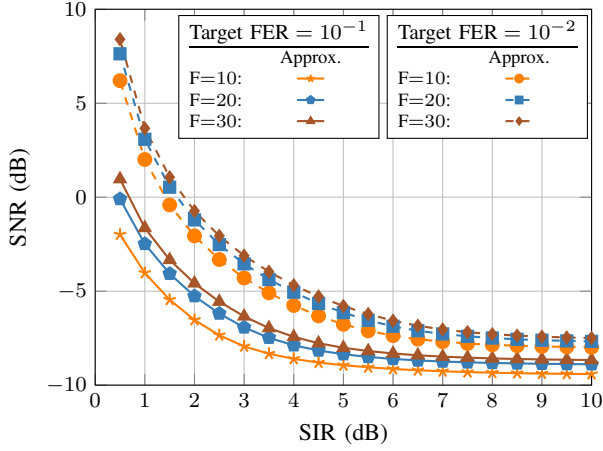 10
5
0
−5
−10
SNR (dB)
Target FER = 10⁻¹
Approx.
F=10:
F=20:
F=30:
Target FER = 10⁻²
Approx.
F=10:
F=20:
F=30:
0 1 2 3 4 5 6 7 8 9 10
SIR (dB)